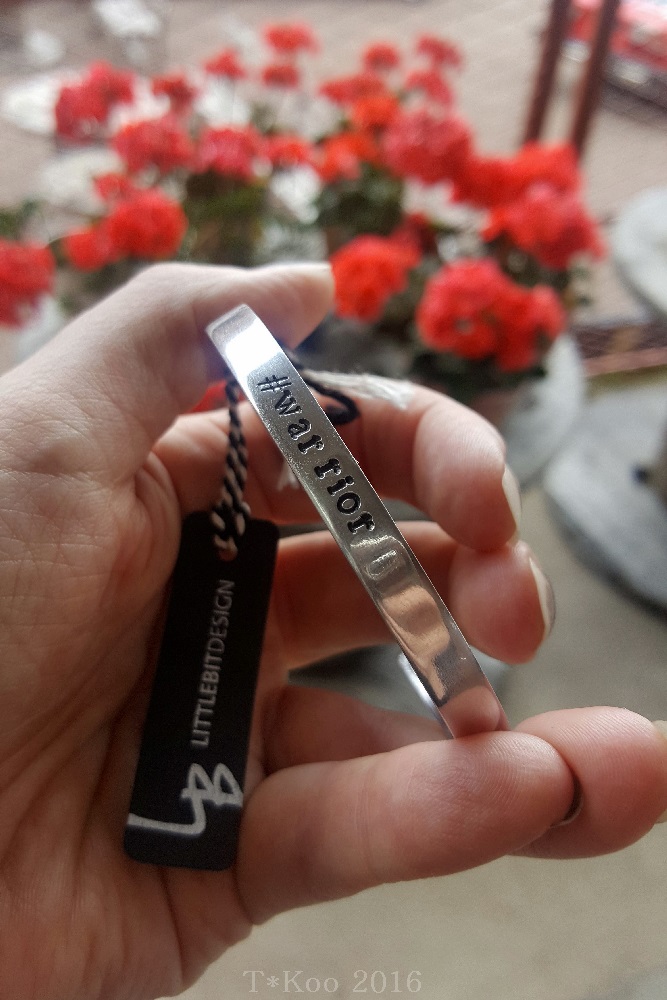 #warrior
LITTLEBITDESIGN
LB
T*Koo 2016